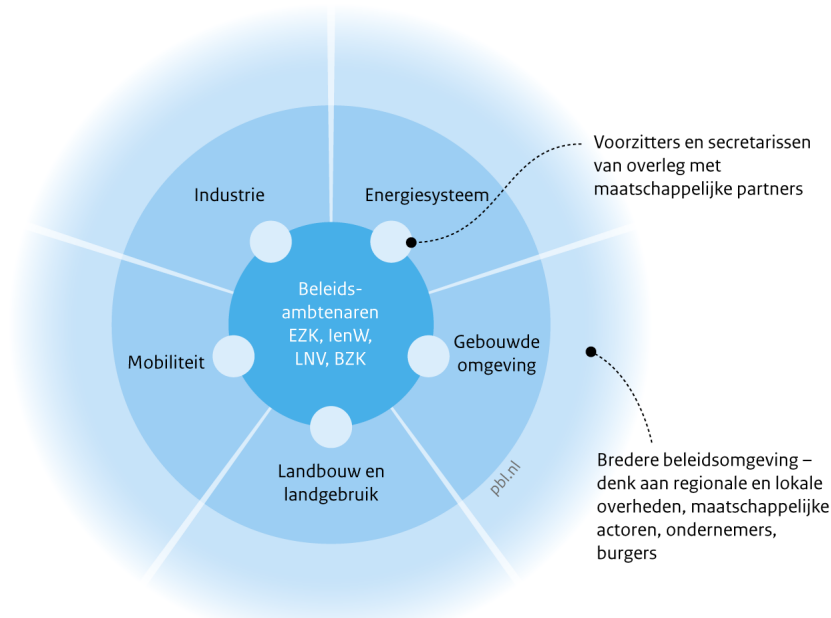 Voorzitters en secretarissen
van overleg met
maatschappelijke partners
Industrie
Energiesysteem
Beleids-
ambtenaren
EZK, IenW,
LNV, BZK
Gebouwde
omgeving
Mobiliteit
Landbouw en
landgebruik
pbl.nl
Bredere beleidsomgeving –
denk aan regionale en lokale
overheden, maatschappelijke
actoren, ondernemers,
burgers